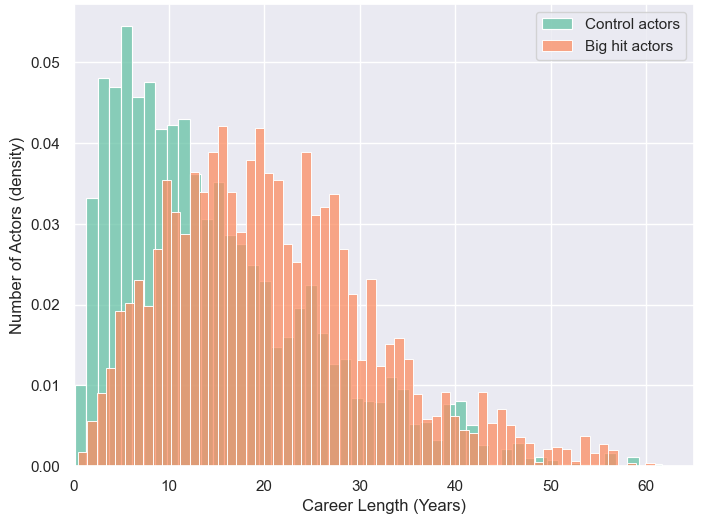 Control actors
Big hit actors
Number of Actors (density)
0.05
0.04
0.03
0.02
0.01
0.00
0 10 20 30 40 50 60
Career Length (Years)